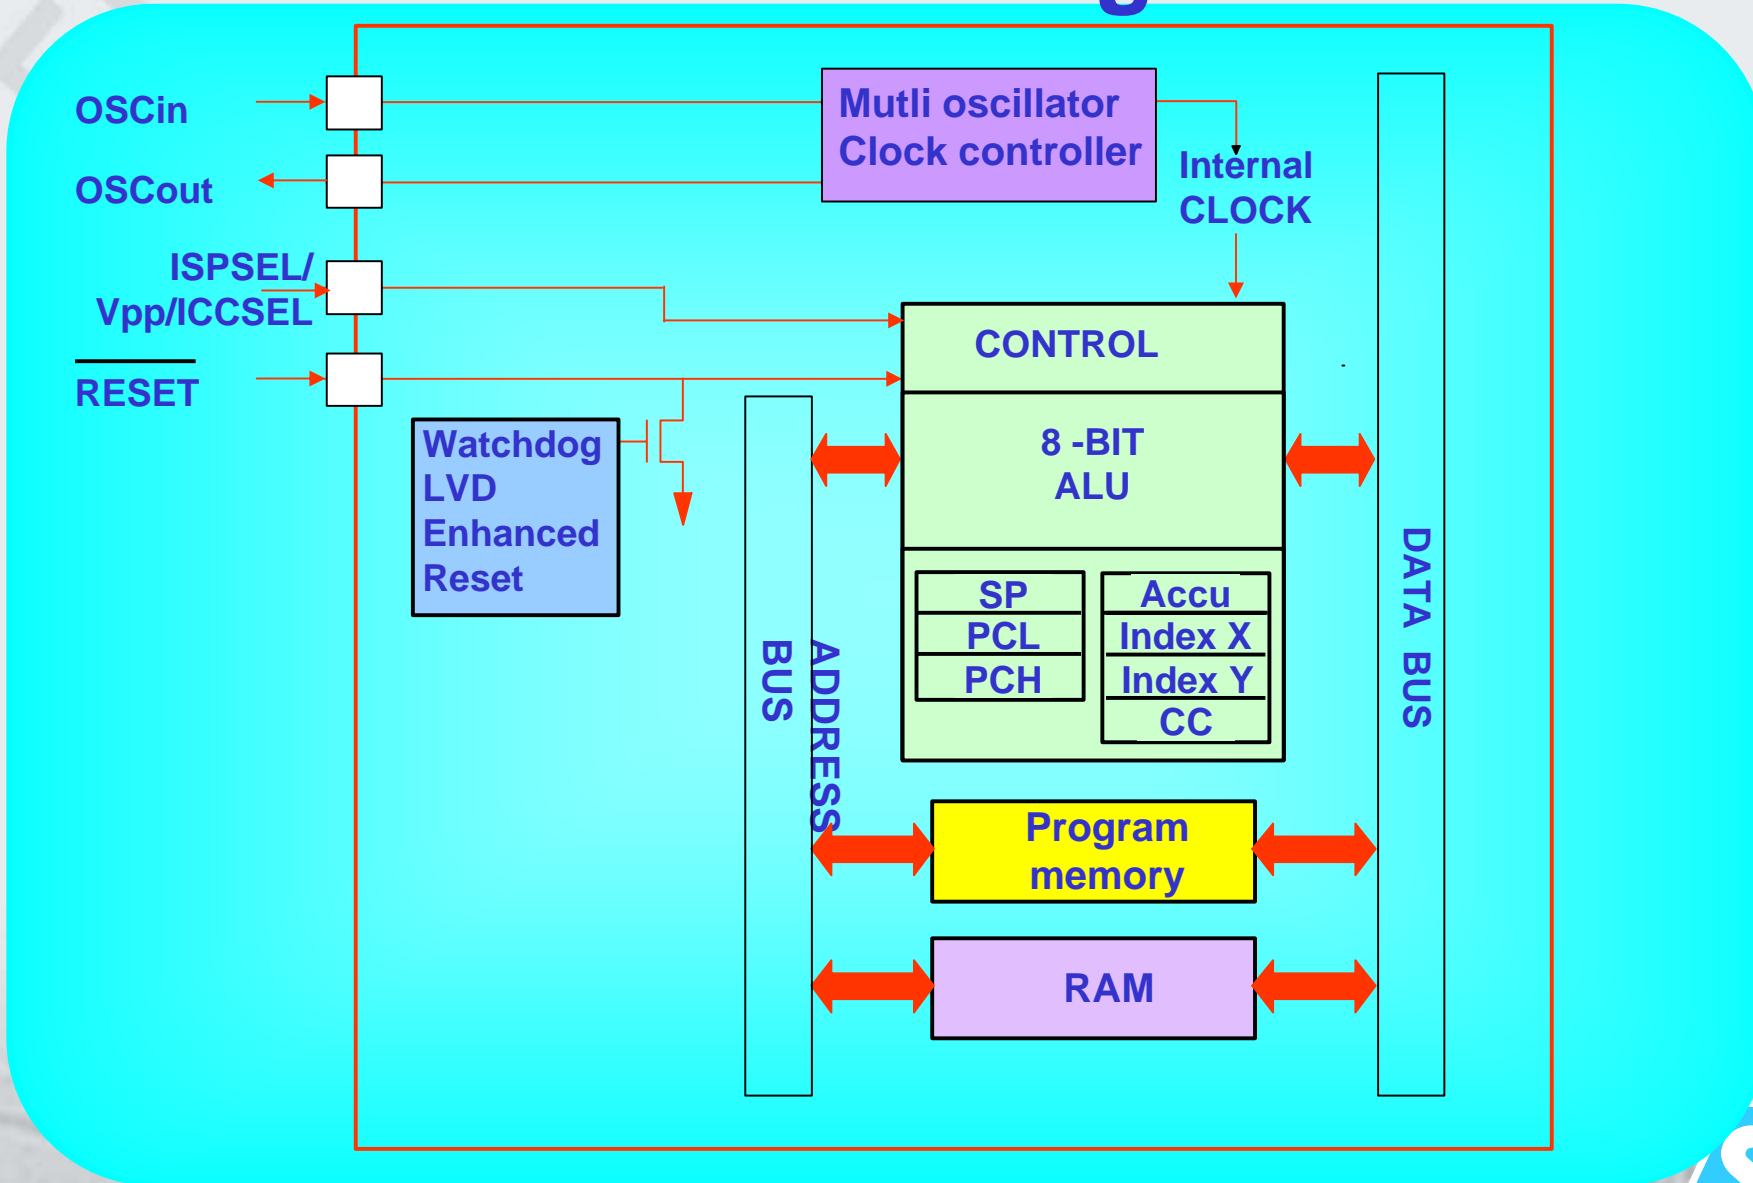 OSCin
Mutli oscillator
Clock controller
Internal
CLOCK
OSCout
ISPSEL/
Vpp/ICCSEL
RESET
CONTROL
Watchdog
LVD
Enhanced
Reset
8 -BIT
ALU
SP
PCL
PCH
Accu
Index X
Index Y
CC
ADDRESS
BUS
DATA BUS
Program
memory
RAM